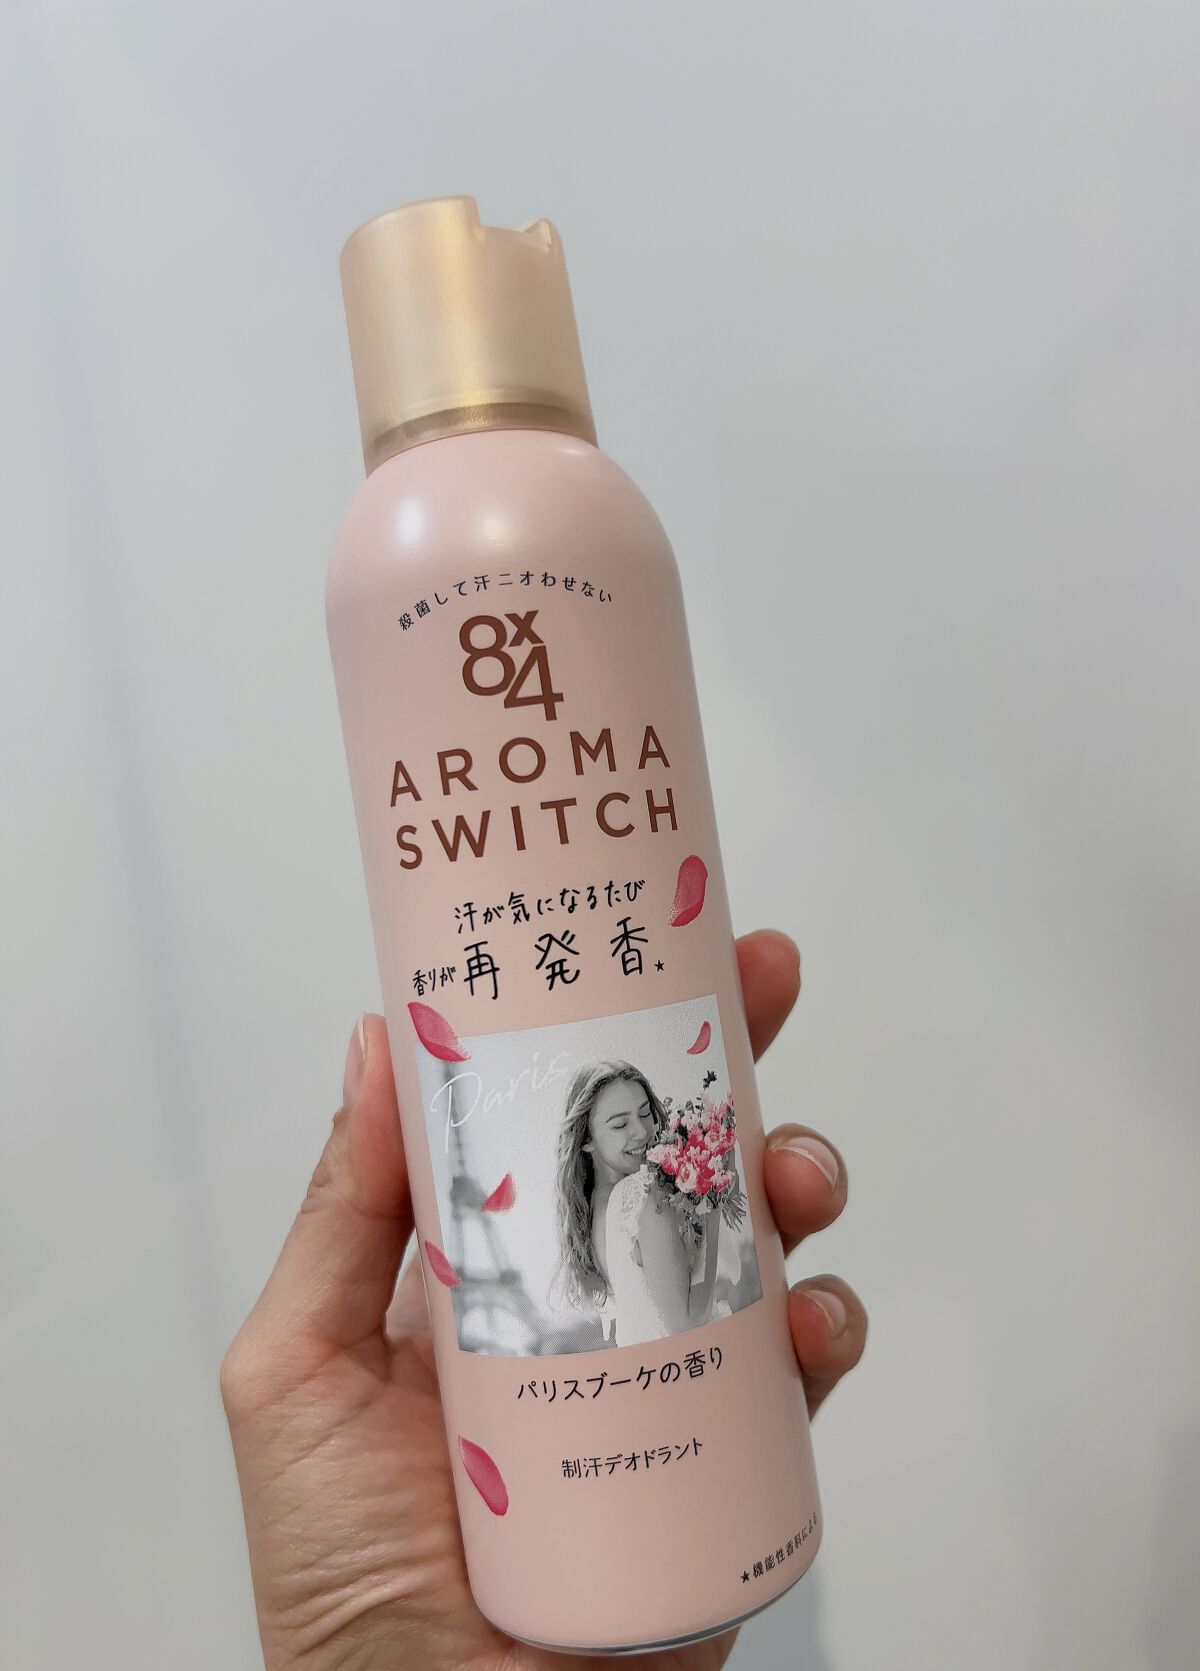 殺菌して汗ニオわせない
8x4
AROMA
SWITCH
汗が気になるたび
香りが再発香★
Paris
パリスブーケの香り
制汗デオドラント
★機能性香料による